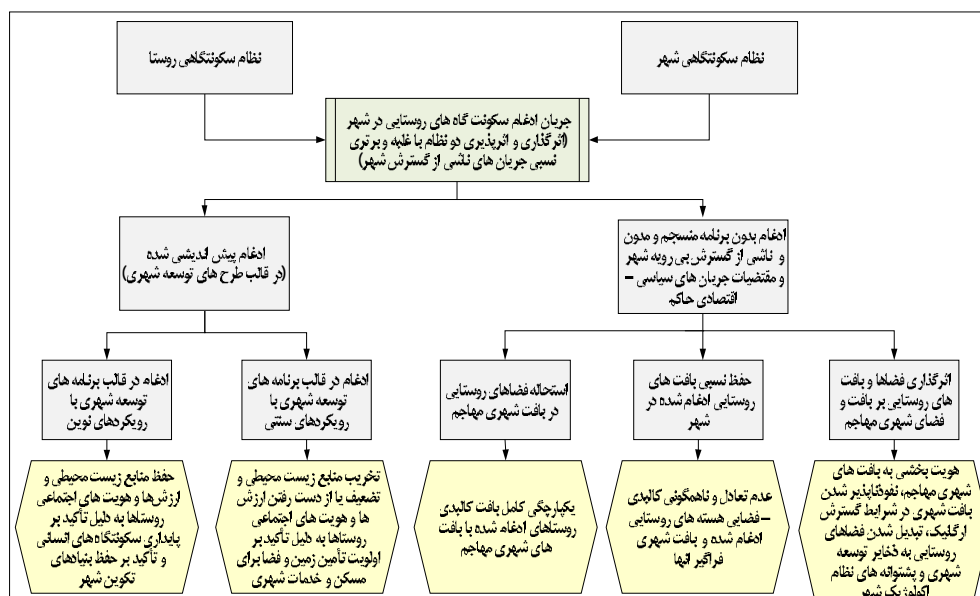 نظام سکونتگاهی شهر
نظام سکونتگاهی روستا
جریان ادغام سکونت گاه های روستایی در شهر
(اثرگذاری و اثرپذیری دو نظام با غلبه و برتری
نسبی جریان های ناشی از گسترش شهر)
ادغام بدون برنامه منسجم و مدون
و ناشی از گسترش بی رویه شهر
و مقتضیات جریان های سیاسی –
اقتصادی حاکم
ادغام پیش اندیشی شده
(در قالب طرح های توسعه شهری)
اثرگذاری فضاها و بافت
های روستایی بر بافت و
فضای شهری مهاجم
حفظ نسبی بافت های
روستایی ادغام شده در
شهر
استحاله فضاهای روستایی
در بافت شهری مهاجم
ادغام در قالب برنامه های
توسعه شهری با
رویکردهای سنتی
ادغام در قالب برنامه های
توسعه شهری با
رویکردهای نوین
هویت بخشی به بافت های
شهری مهاجم، نفوذناپذیر شدن
بافت شهری در شرایط گسترش
ارگانیک، تبدیل شدن فضاهای
روستایی به ذخایر توسعه
شهری و پشتوانه های نظام
اکولوژیک شهر
عدم تعادل و ناهمگونی کالبدی
– فضایی هسته های روستایی
ادغام شده و بافت شهری
فراگیر آنها
یکپارچگی کامل بافت کالبدی
روستاهای ادغام شده با بافت
های شهری مهاجم
تخریب منابع زیست محیطی و
تضعیف یا از دست رفتن ارزش
ها و هویت های اجتماعی
روستاها به دلیل تأکید بر
اولویت تأمین زمین و فضا برای
مسکن و خدمات شهری
حفظ منابع زیست محیطی و
ارزش‌ها و هویت های اجتماعی
روستاها به دلیل تأکید بر
پایداری سکونتگاه‌های انسانی
و تأکید بر حفظ بنیادهای
تکوین شهر